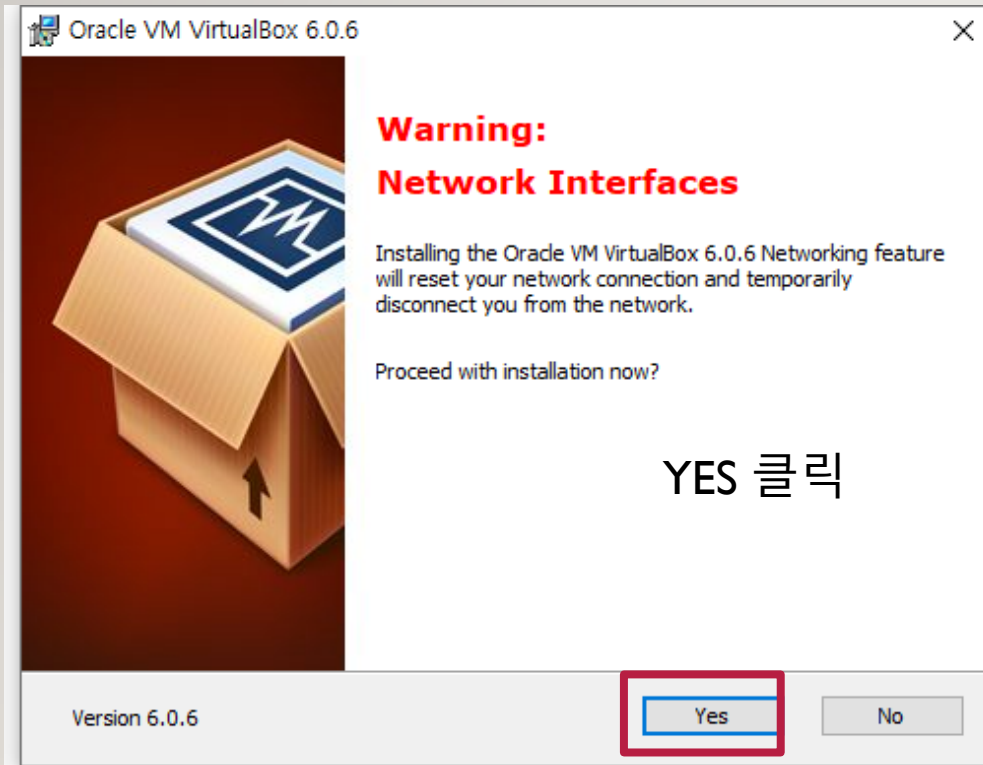 Oracle VM VirtualBox 6.0.6
Warning:
Network Interfaces
Installing the Oracle VM VirtualBox 6.0.6 Networking feature
will reset your network connection and temporarily
disconnect you from the network.
Proceed with installation now?
YES 클릭
Version 6.0.6
Yes
No